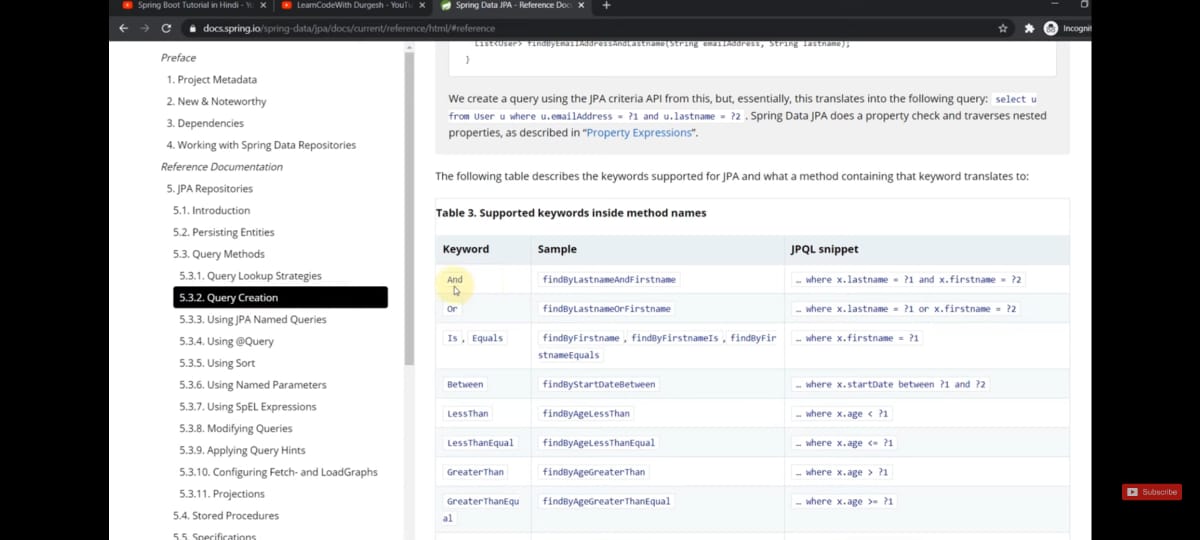 Spring Boot Tutorial in Hindi - Yo
LearnCodeWith Durgesh - YouTu
Spring Data JPA - Reference Doc
docs.spring.io/spring-data/jpa/docs/current/reference/html/#reference
Incognit
Preface
1. Project Metadata
2. New & Noteworthy
3. Dependencies
4. Working with Spring Data Repositories
Reference Documentation
5. JPA Repositories
5.1. Introduction
5.2. Persisting Entities
5.3. Query Methods
5.3.1. Query Lookup Strategies
5.3.2. Query Creation
5.3.3. Using JPA Named Queries
5.3.4. Using @Query
5.3.5. Using Sort
5.3.6. Using Named Parameters
5.3.7. Using SpEL Expressions
5.3.8. Modifying Queries
5.3.9. Applying Query Hints
5.3.10. Configuring Fetch- and LoadGraphs
5.3.11. Projections
5.4. Stored Procedures
5.5. Specifications
List<User> findByEmailAddressAndLastname(String emailAddress, String lastname);
}
We create a query using the JPA criteria API from this, but, essentially, this translates into the following query: select u
from User u where u.emailAddress = ?1 and u.lastname = ?2 . Spring Data JPA does a property check and traverses nested
properties, as described in “Property Expressions”.
The following table describes the keywords supported for JPA and what a method containing that keyword translates to:
Table 3. Supported keywords inside method names
Keyword Sample JPQL snippet
And findByLastnameAndFirstname … where x.lastname = ?1 and x.firstname = ?2
Or findByLastnameOrFirstname … where x.lastname = ?1 or x.firstname = ?2
Is , Equals findByFirstname , findByFirstnameIs , findByFir … where x.firstname = ?1
stnameEquals
Between findByStartDateBetween … where x.startDate between ?1 and ?2
LessThan findByAgeLessThan … where x.age < ?1
LessThanEqual findByAgeLessThanEqual … where x.age <= ?1
GreaterThan findByAgeGreaterThan … where x.age > ?1
GreaterThanEqu findByAgeGreaterThanEqual … where x.age >= ?1
al
Subscribe